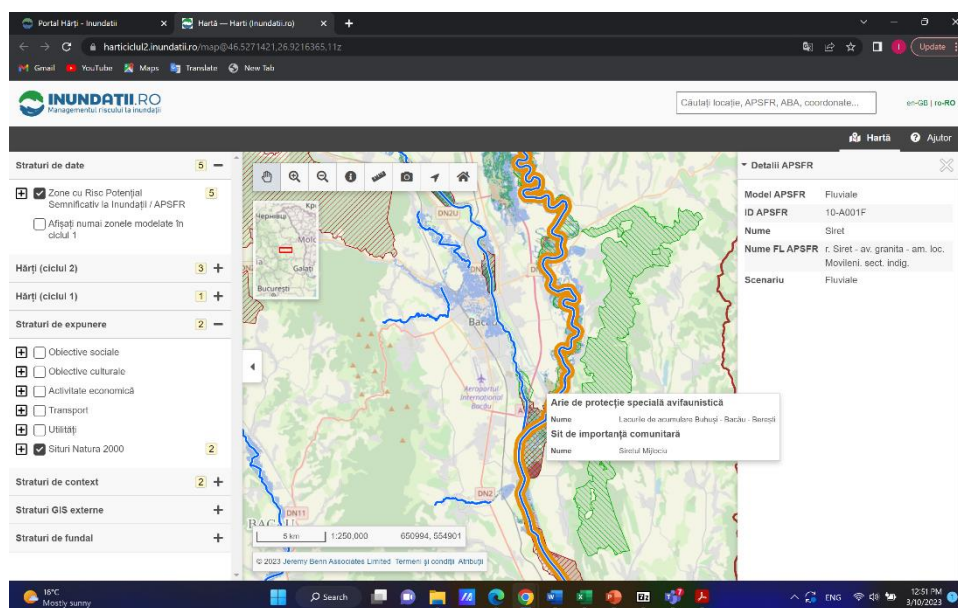 Portal Hărți - Inundatii
Hartă — Harti (Inundatii.ro)
harticiclul2.inundatii.ro/map@46.5271421,26.9216365,11z
Update
Gmail
YouTube
Maps
Translate
New Tab
INUNDATII.RO
Managementul riscului la inundații
Căutați locație, APSFR, ABA, coordonate...
en-GB | ro-RO
Hartă
Ajutor
Straturi de date 5
Zone cu Risc Potențial 5
Semnificativ la Inundații / APSFR
Afișați numai zonele modelate în
ciclul 1
Hărți (ciclul 2) 3
Hărți (ciclul 1) 1
Straturi de expunere 2
Obiective sociale
Obiective culturale
Activitate economică
Transport
Utilități
Situri Natura 2000 2
Straturi de context 2
Straturi GIS externe
Straturi de fundal
Galați
București
DN2U
Bacău
Aeroportul
Internațional
Bacău
DN2
DN11
BACĂU
5 km
1:250,000
650994, 554901
© 2023 Jeremy Benn Associates Limited Termeni și condiții Atribuții
Arie de protecție specială avifaunistică
Nume Lacurile de acumulare Buhuși - Bacău - Berești
Sit de importanță comunitară
Nume Siretul Mijlociu
Detalii APSFR
Model APSFR Fluviale
ID APSFR 10-A001F
Nume Siret
Nume FL APSFR r. Siret - av. granita - am. loc.
Movileni. sect. indig.
Scenariu Fluviale
16°C
Mostly sunny
Search
ENG
12:51 PM
3/10/2023